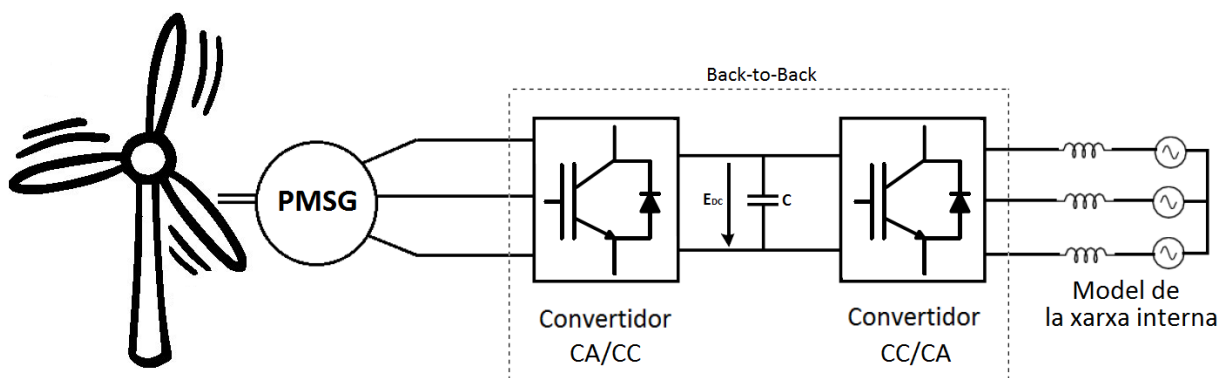 Back-to-Back
PMSG
EDC
C
Convertidor
CA/CC
Convertidor
CC/CA
Model de
la xarxa interna